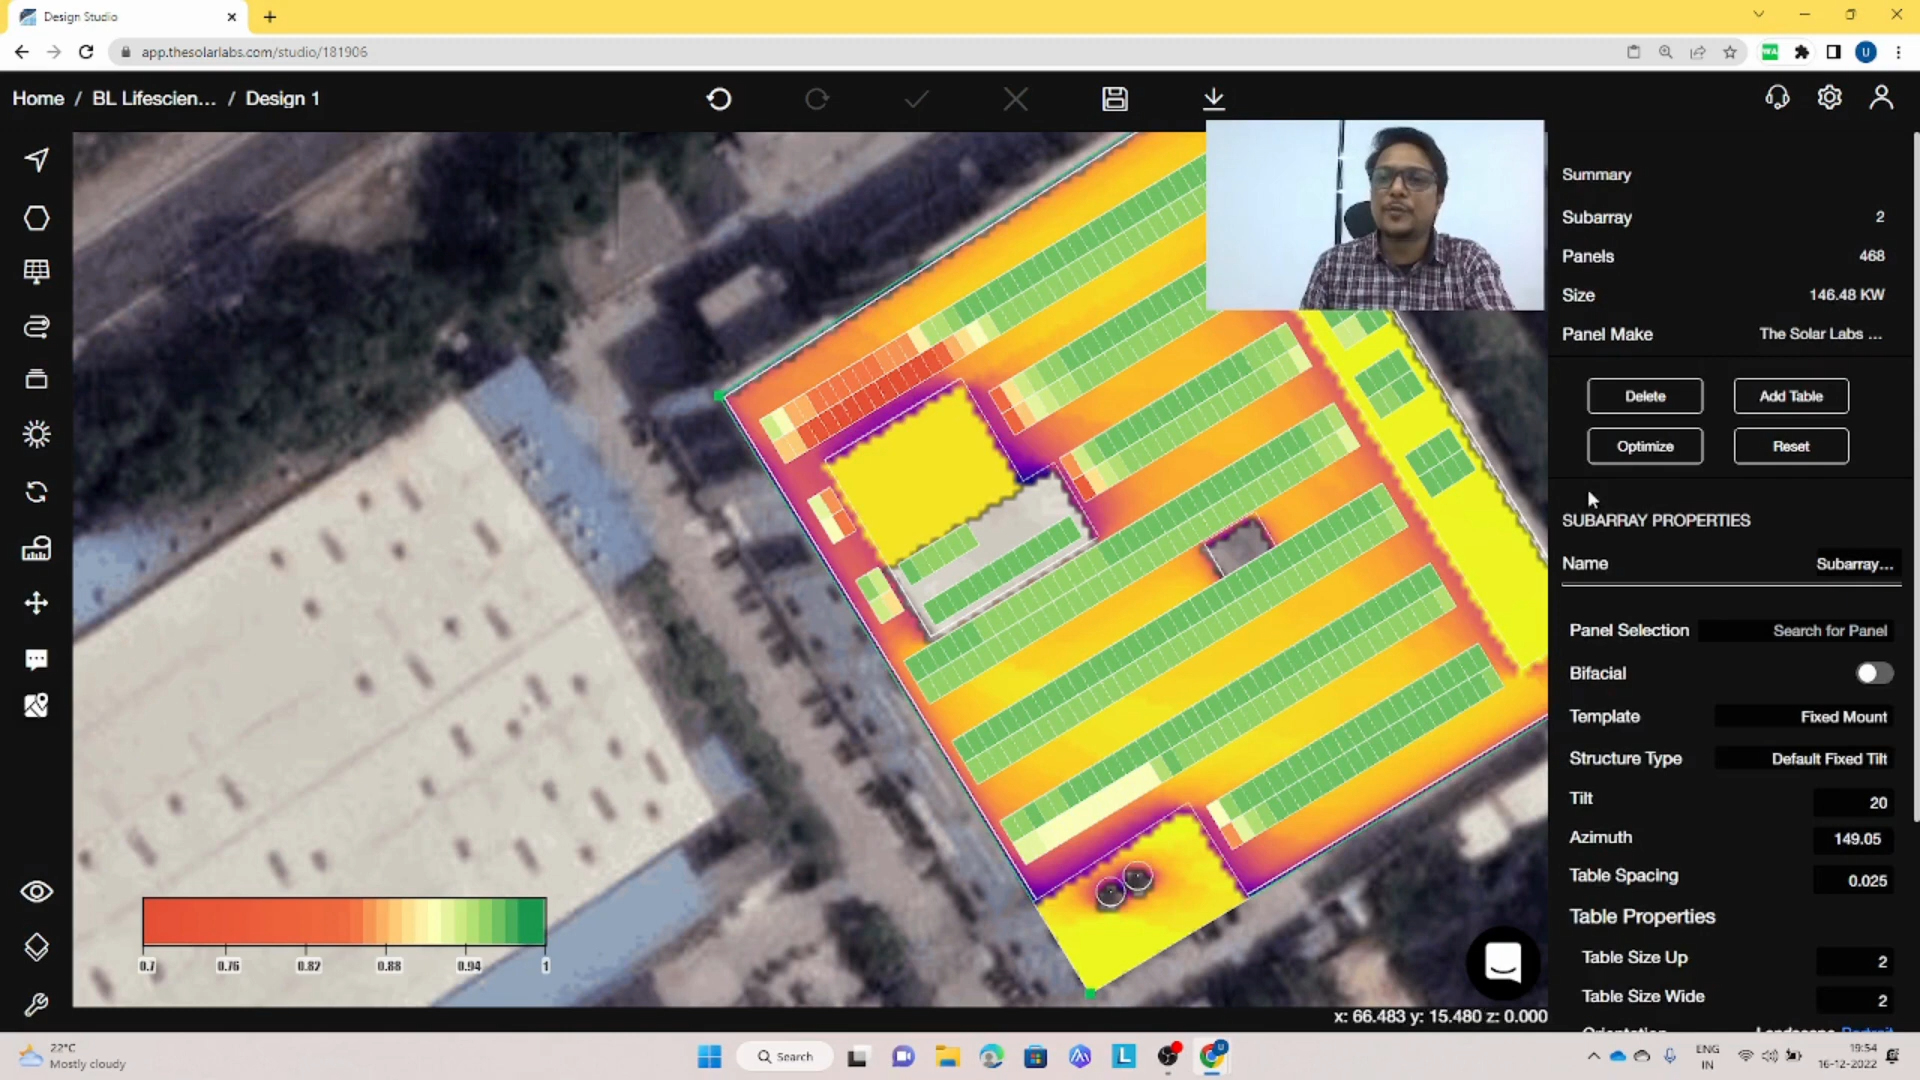 Design Studio
app.thesolarlabs.com/studio/181906
WA
U
Home / BL Lifescien... / Design 1
Summary
Subarray 2
Panels 468
Size 146.48 KW
Panel Make The Solar Labs ...
Delete Add Table
Optimize Reset
SUBARRAY PROPERTIES
Name Subarray...
Panel Selection Search for Panel
Bifacial
Template Fixed Mount
Structure Type Default Fixed Tilt
Tilt 20
Azimuth 149.05
Table Spacing 0.025
Table Properties
Table Size Up 2
Table Size Wide 2
Orientation Landscape Portrait
0.7 0.76 0.82 0.88 0.94 1
x: 66.483 y: 15.480 z: 0.000
22°C
Mostly cloudy
Search
L
U
ENG
IN
19:54
16-12-2022